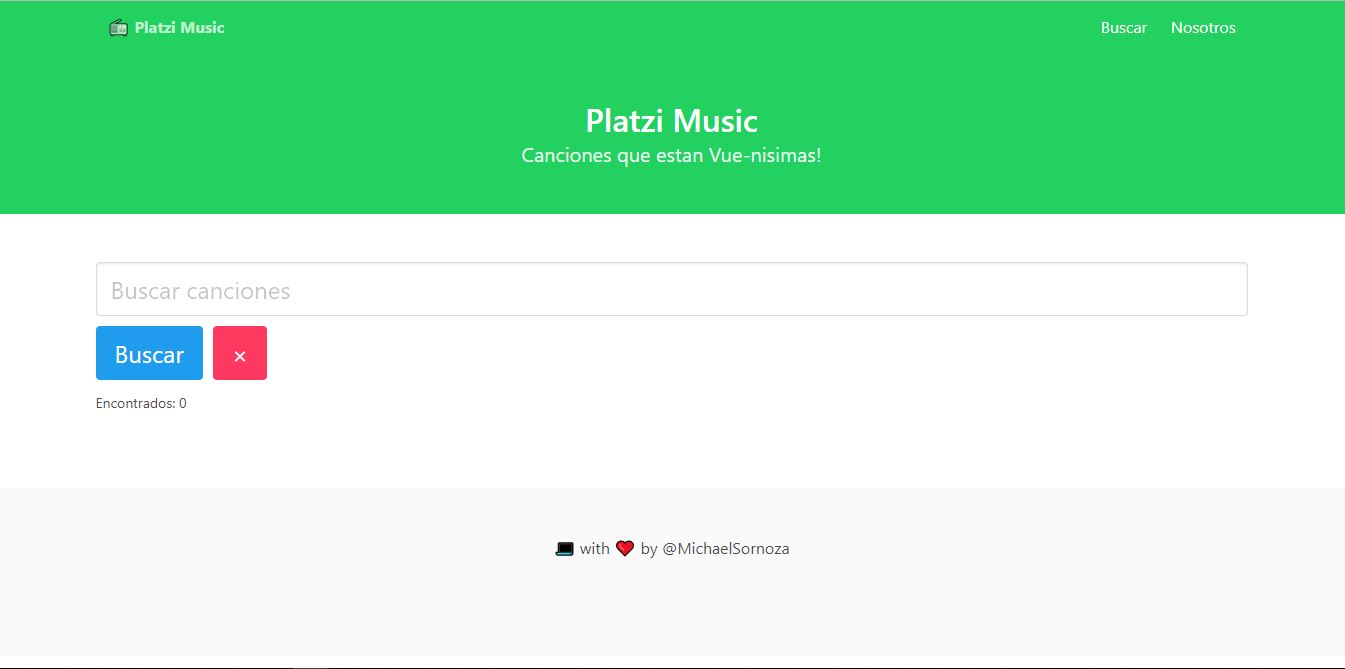 Platzi Music
Buscar Nosotros
Platzi Music
Canciones que estan Vue-nisimas!
Buscar canciones
Buscar ×
Encontrados: 0
💻 with ❤️ by @MichaelSornoza